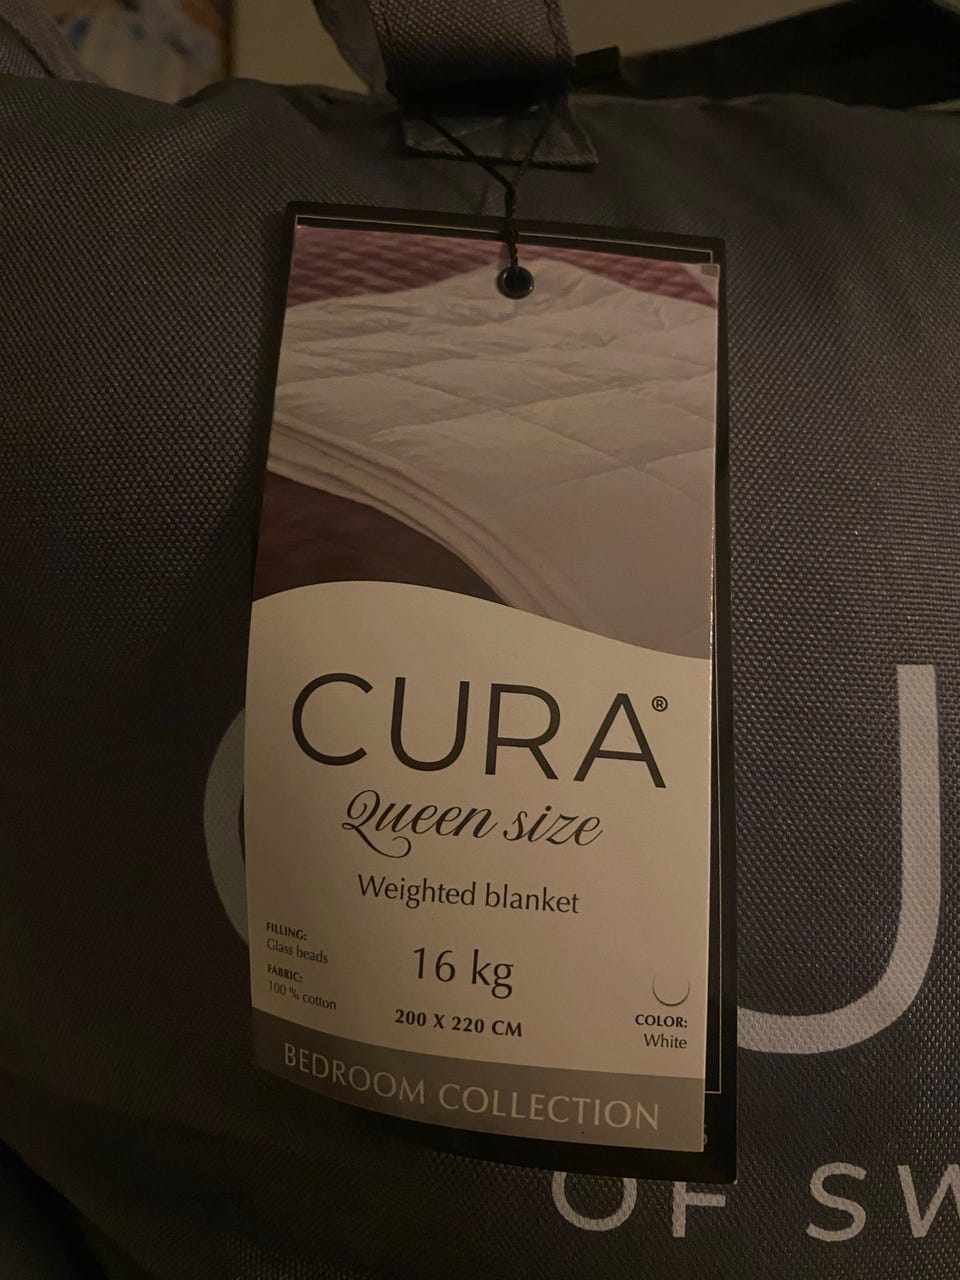 CURA®
Queen size
Weighted blanket
FILLING:
Glass beads
16 kg
FABRIC:
100 % cotton
200 X 220 CM
COLOR:
White
BEDROOM COLLECTION
U
OF SW